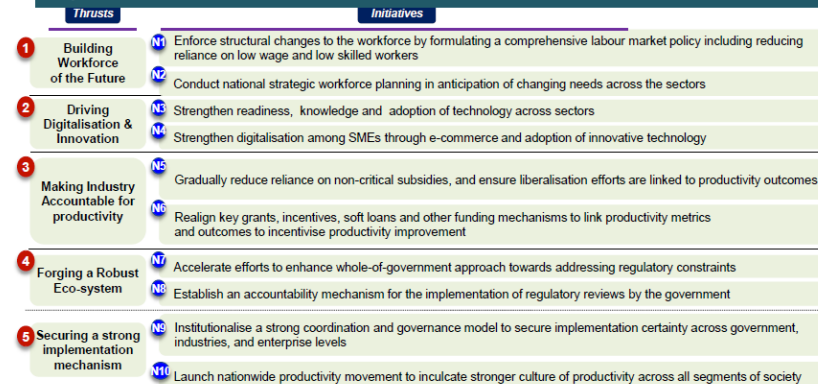 Thrusts
Initiatives
1
Building
Workforce
of the Future
N1
Enforce structural changes to the workforce by formulating a comprehensive labour market policy including reducing
reliance on low wage and low skilled workers
N2
Conduct national strategic workforce planning in anticipation of changing needs across the sectors
2
Driving
Digitalisation &
Innovation
N3
Strengthen readiness, knowledge and adoption of technology across sectors
N4
Strengthen digitalisation among SMEs through e-commerce and adoption of innovative technology
3
Making Industry
Accountable for
productivity
N5
Gradually reduce reliance on non-critical subsidies, and ensure liberalisation efforts are linked to productivity outcomes
N6
Realign key grants, incentives, soft loans and other funding mechanisms to link productivity metrics
and outcomes to incentivise productivity improvement
4
Forging a Robust
Eco-system
N7
Accelerate efforts to enhance whole-of-government approach towards addressing regulatory constraints
N8
Establish an accountability mechanism for the implementation of regulatory reviews by the government
5
Securing a strong
implementation
mechanism
N9
Institutionalise a strong coordination and governance model to secure implementation certainty across government,
industries, and enterprise levels
N10
Launch nationwide productivity movement to inculcate stronger culture of productivity across all segments of society